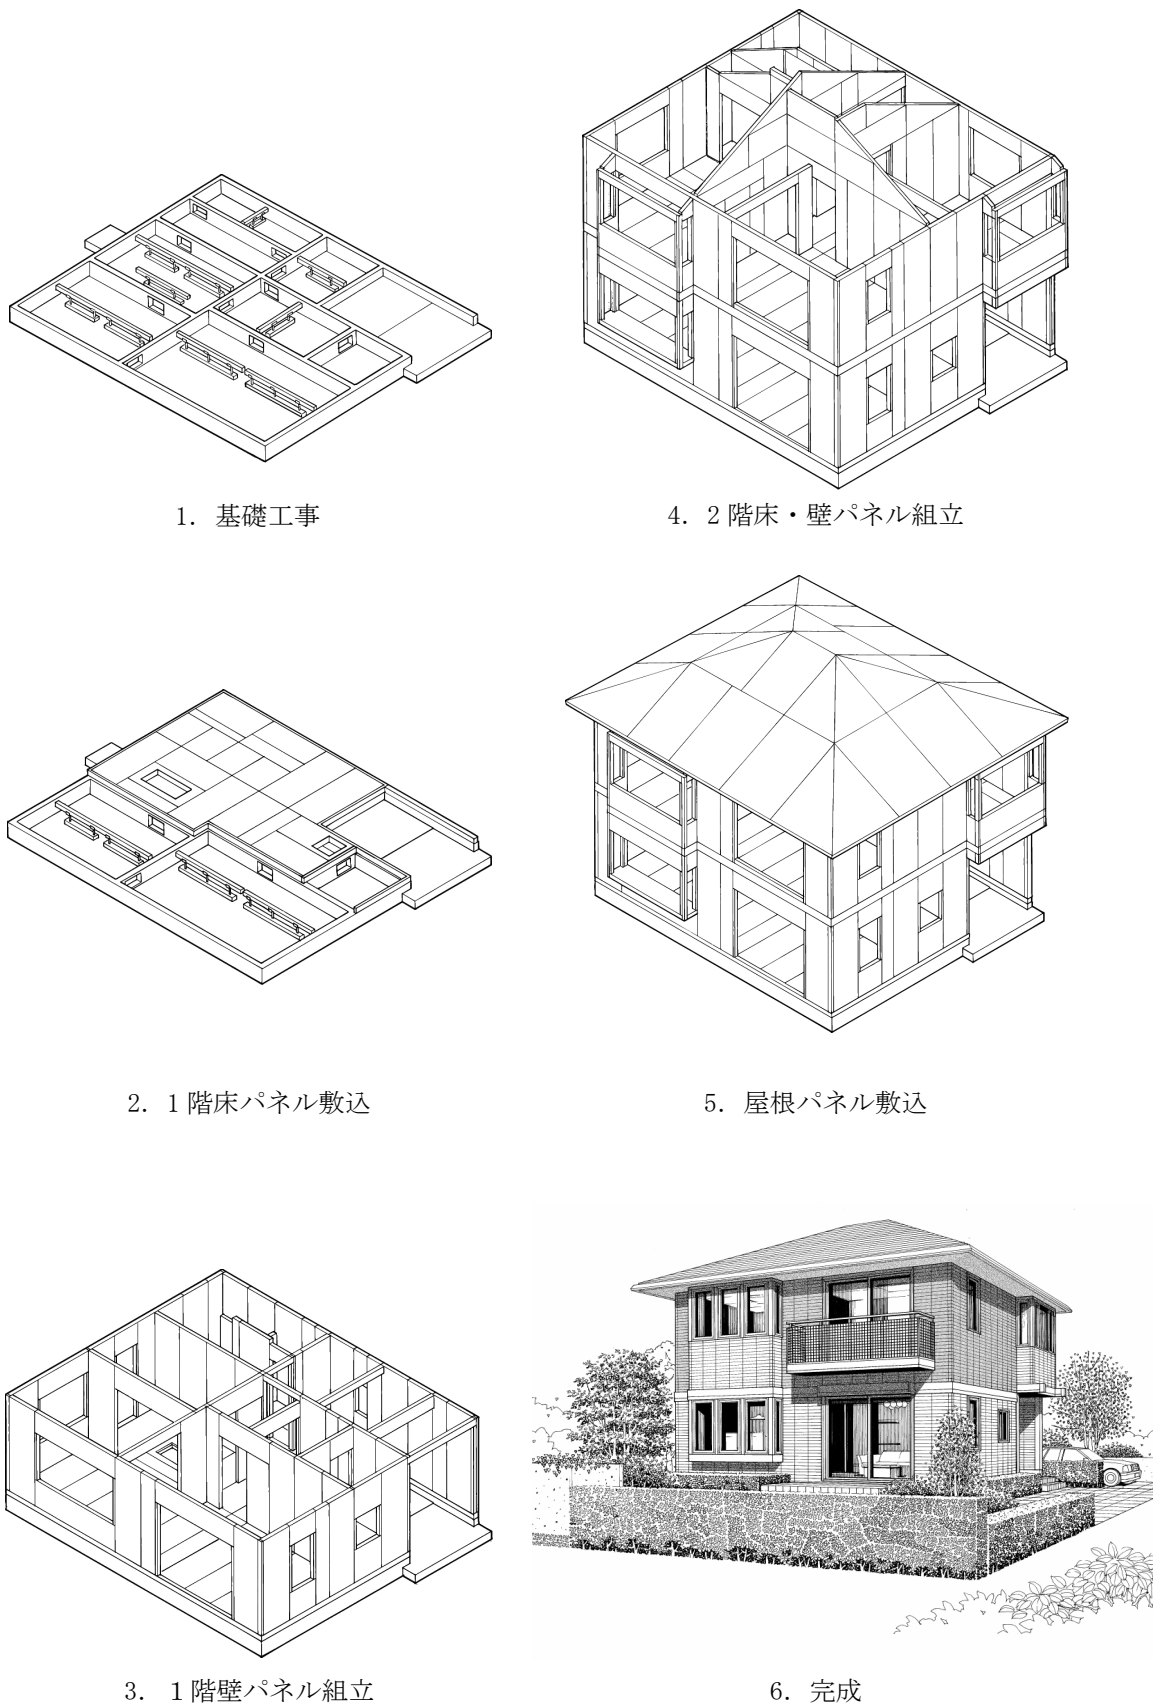 1. 基礎工事
2. 1階床パネル敷込
3. 1階壁パネル組立
4. 2階床・壁パネル組立
5. 屋根パネル敷込
6. 完成